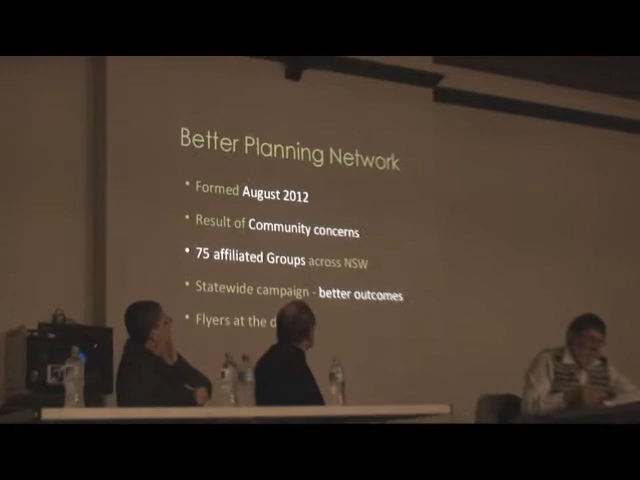 Better Planning Network
• Formed August 2012
• Result of Community concerns
• 75 affiliated Groups across NSW
• Statewide campaign - better outcomes
• Flyers at the